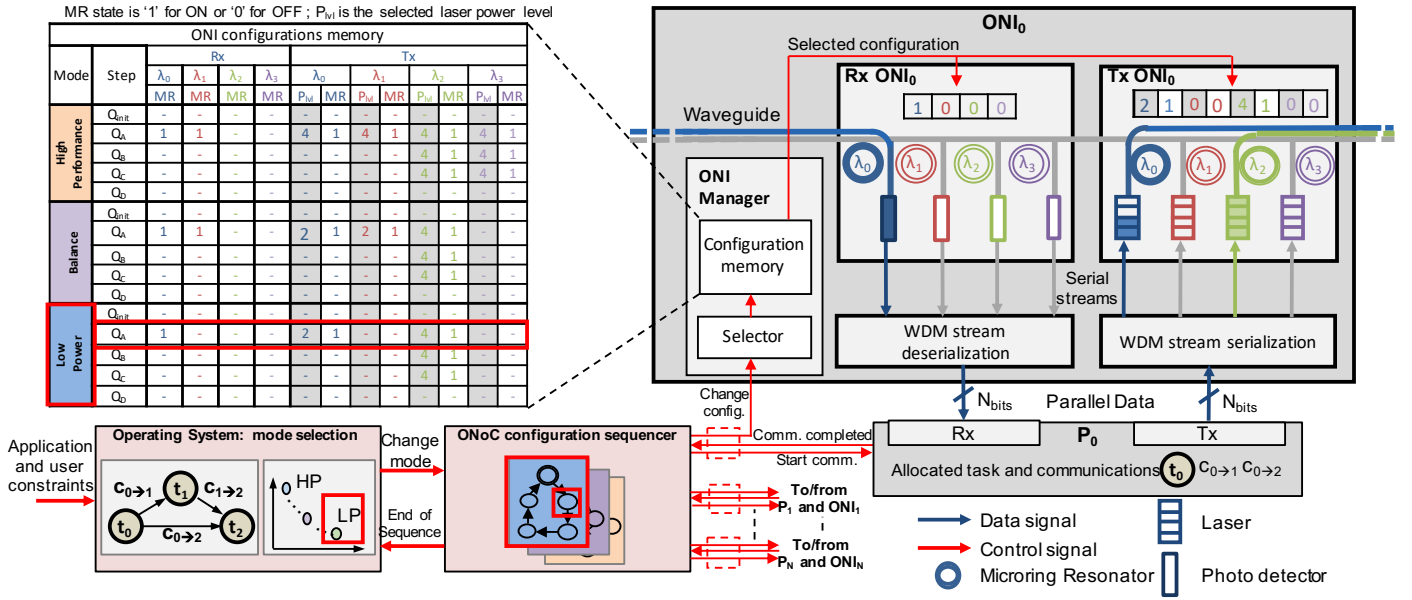 MR state is '1' for ON or '0' for OFF ; Plvl is the selected laser power level
ONI configurations memory
Mode Step Rx Tx
λ0 λ1 λ2 λ3 λ0 λ1 λ2 λ3
MR MR MR MR Plvl MR Plvl MR Plvl MR Plvl MR
High Performance
Qinit - - - - - - - - - - - -
QA 1 1 - - 4 1 4 1 4 1 4 1
QB - - - - - - - - 4 1 4 1
QC - - - - - - - - 4 1 4 1
QD - - - - - - - - - - - -
Balance
Qinit - - - - - - - - - - - -
QA 1 1 - - 2 1 2 1 4 1 - -
QB - - - - - - - - 4 1 - -
QC - - - - - - - - 4 1 - -
QD - - - - - - - - - - - -
Low Power
Qinit - - - - - - - - - - - -
QA 1 - - - 2 1 - - 4 1 - -
QB - - - - - - - - 4 1 - -
QC - - - - - - - - 4 1 - -
QD - - - - - - - - - - - -
ONI0
Selected configuration
Rx ONI0
1 0 0 0
Tx ONI0
2 1 0 0 4 1 0 0
Waveguide
λ0 λ1 λ2 λ3
λ0 λ1 λ2 λ3
ONI
Manager
Configuration
memory
Selector
Serial
streams
WDM stream
deserialization
WDM stream serialization
Change
config.
Nbits
Parallel Data
Nbits
Rx
P0
Tx
Allocated task and communications
t0
C0→1 C0→2
Application
and user
constraints
Operating System: mode selection
C0→1
t1
C1→2
t0
C0→2
t2
HP
LP
Change
mode
End of
Sequence
ONoC configuration sequencer
Comm. completed
Start comm.
To/from
P1 and ONI1
To/from
PN and ONIN
Data signal
Control signal
Microring Resonator
Laser
Photo detector